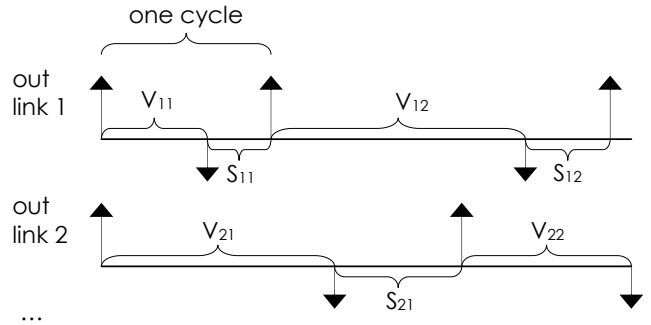 one cycle
out
link 1
V11
V12
S11
S12
out
link 2
V21
V22
S21
...